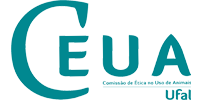 CEUA
Comissão de Ética no Uso de Animais
Ufal